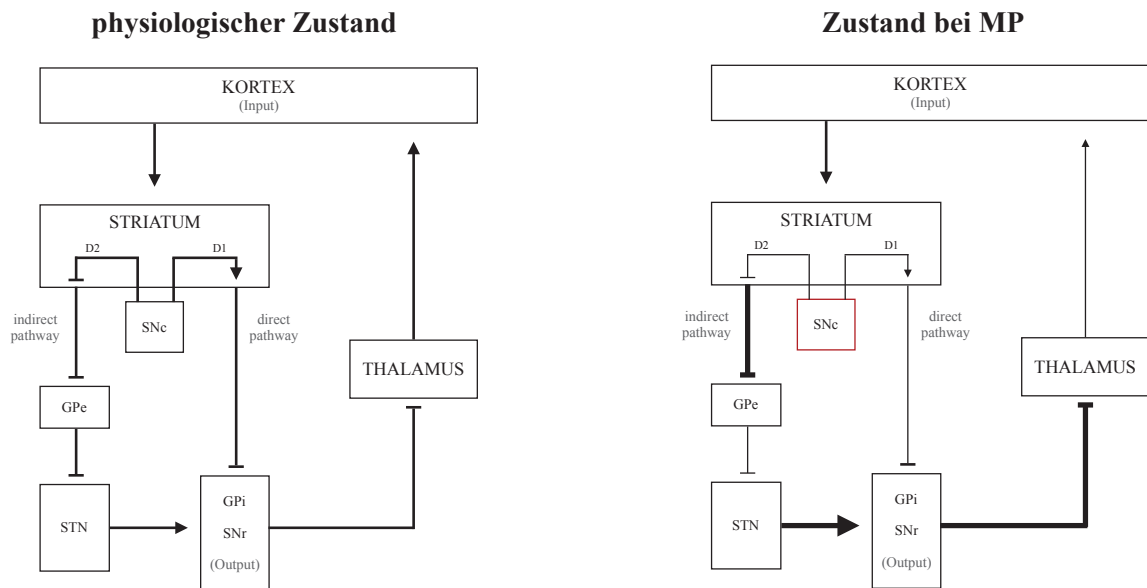 physiologischer Zustand
KORTEX
(Input)
STRIATUM
D2
D1
indirect
pathway
SNc
direct
pathway
THALAMUS
GPe
GPi
STN
SNr
(Output)
Zustand bei MP
KORTEX
(Input)
STRIATUM
D2
D1
indirect
pathway
SNc
direct
pathway
THALAMUS
GPe
GPi
STN
SNr
(Output)